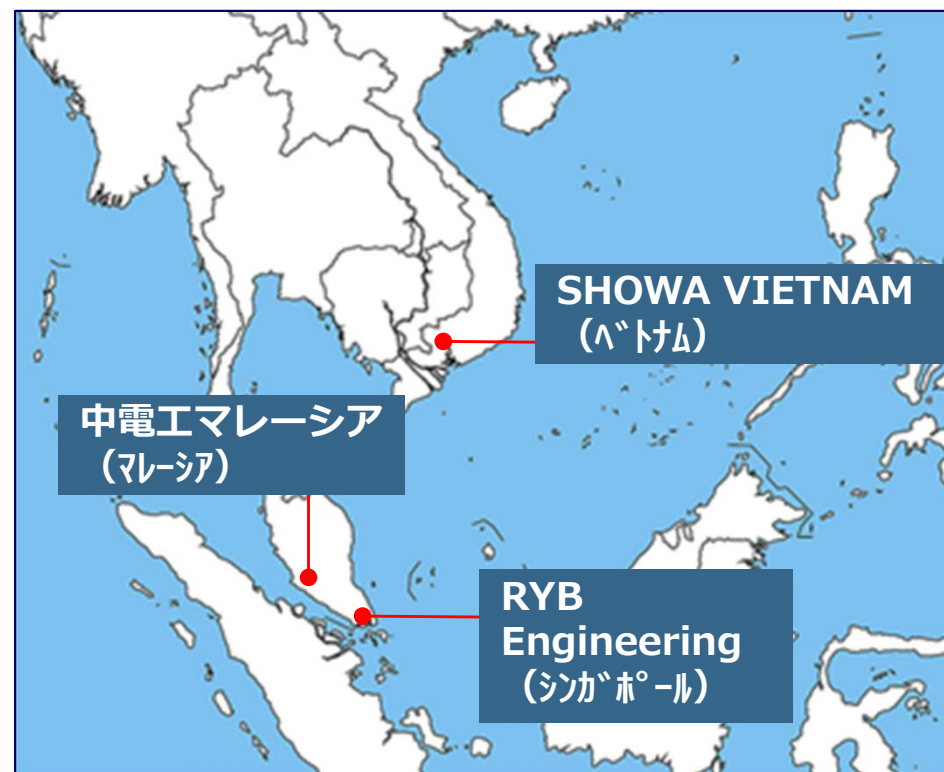 SHOWA VIETNAM
（ﾍﾞﾄﾅﾑ）
中電工マレーシア
（ﾏﾚｰｼｱ）
RYB
Engineering
（ｼﾝｶﾞﾎﾟｰﾙ）